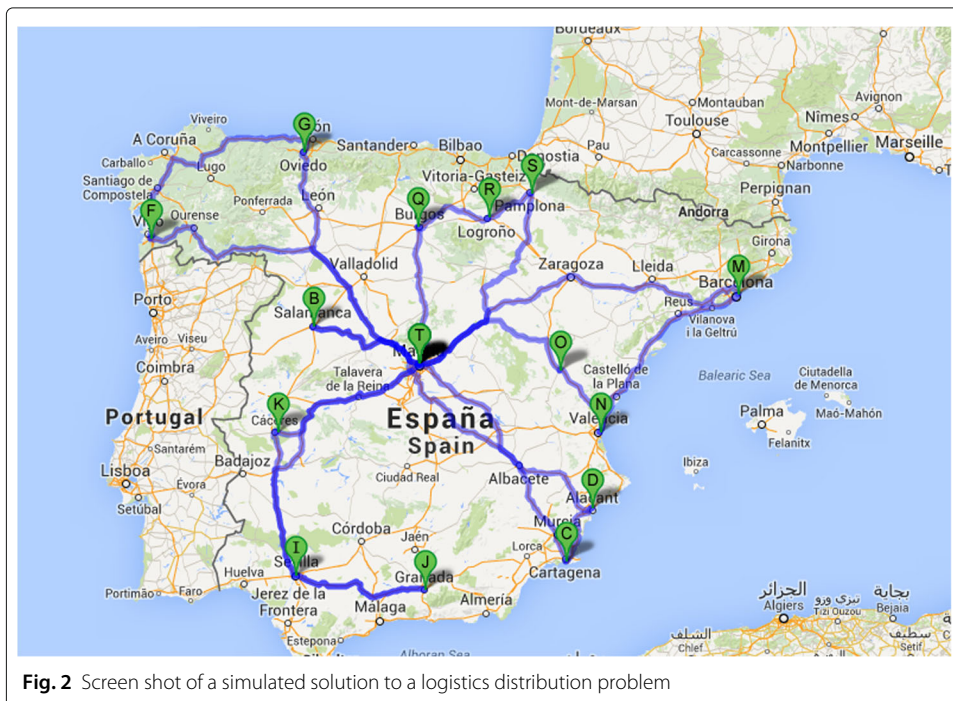 Bordeaux
Viveiro
A Coruña
Gijón
G
Santander
Bilbao
Donostia
Mont-de-Marsan
Montauban
Avignon
Toulouse
Nîmes
Montpellier
Marseille
Carballo
Lugo
Oviedo
Pau
Carcassonne
Narbonne
Santiago de
Compostela
Vitoria-Gasteiz
S
Perpignan
Ponferrada
León
Q
R
Pamplona
Andorra
F
Vigo
Ourense
Burgos
Logroño
Girona
Valladolid
Zaragoza
Lleida
M
Barcelona
Porto
B
Salamanca
Reus
Vilanova
i la Geltrú
Aveiro
Viseu
T
Madrid
O
Coimbra
Talavera
de la Reina
Castelló de
la Plana
Balearic Sea
Ciutadella
de Menorca
Portugal
K
Cáceres
España
Spain
N
València
Palma
Maó-Mahón
Felanitx
Santarém
Badajoz
Ciudad Real
Albacete
Ibiza
Lisboa
Évora
Setúbal
D
Alacant
Murcia
Córdoba
Jaén
C
Lorca
Cartagena
I
Sevilla
J
Granada
Huelva
Portimão
Faro
Jerez de la
Frontera
Málaga
Almería
Estepona
Alboran Sea
الجزائر
Algiers
تيزي وزو
Tizi Ouzou
بجاية
Bejaia
الشلف
Chlef
سطيف
Setif
Fig. 2 Screen shot of a simulated solution to a logistics distribution problem